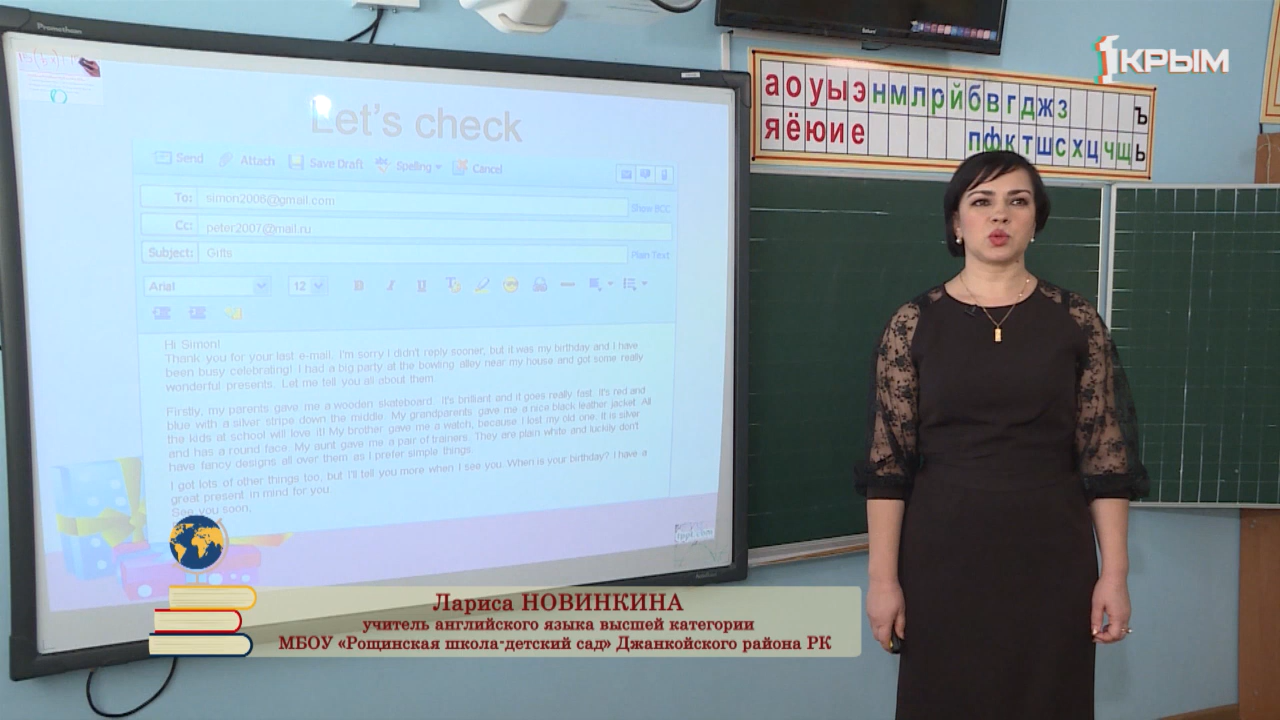 Promethean
1КРЫМ
а о у ы э н м л р й б в г д ж з ъ
я ё ю и е п ф к т ш с х ц ч щ ь
Let's check
Send Attach Save Draft Spelling Cancel
To: simon2006@gmail.com Show BCC
Cc: peter2007@mail.ru
Subject: Gifts Plain Text
Arial 12 B I U
Hi Simon!
Thank you for your last e-mail. I'm sorry I didn't reply sooner, but it was my birthday and I have
been busy celebrating! I had a big party at the bowling alley near my house and got some really
wonderful presents. Let me tell you all about them
Firstly, my parents gave me a wooden skateboard. It's brilliant and it goes really fast. It's red and
blue with a silver stripe down the middle. My grandparents gave me a nice black leather jacket. All
the kids at school will love it! My brother gave me a watch, because I lost my old one. It is silver
and has a round face. My aunt gave me a pair of trainers. They are plain white and luckily don't
have fancy designs all over them as I prefer simple things.
I got lots of other things too, but I'll tell you more when I see you. When is your birthday? I have a
great present in mind for you.
See you soon,
Лариса НОВИНКИНА
учитель английского языка высшей категории
МБОУ «Рощинская школа-детский сад» Джанкойского района РК